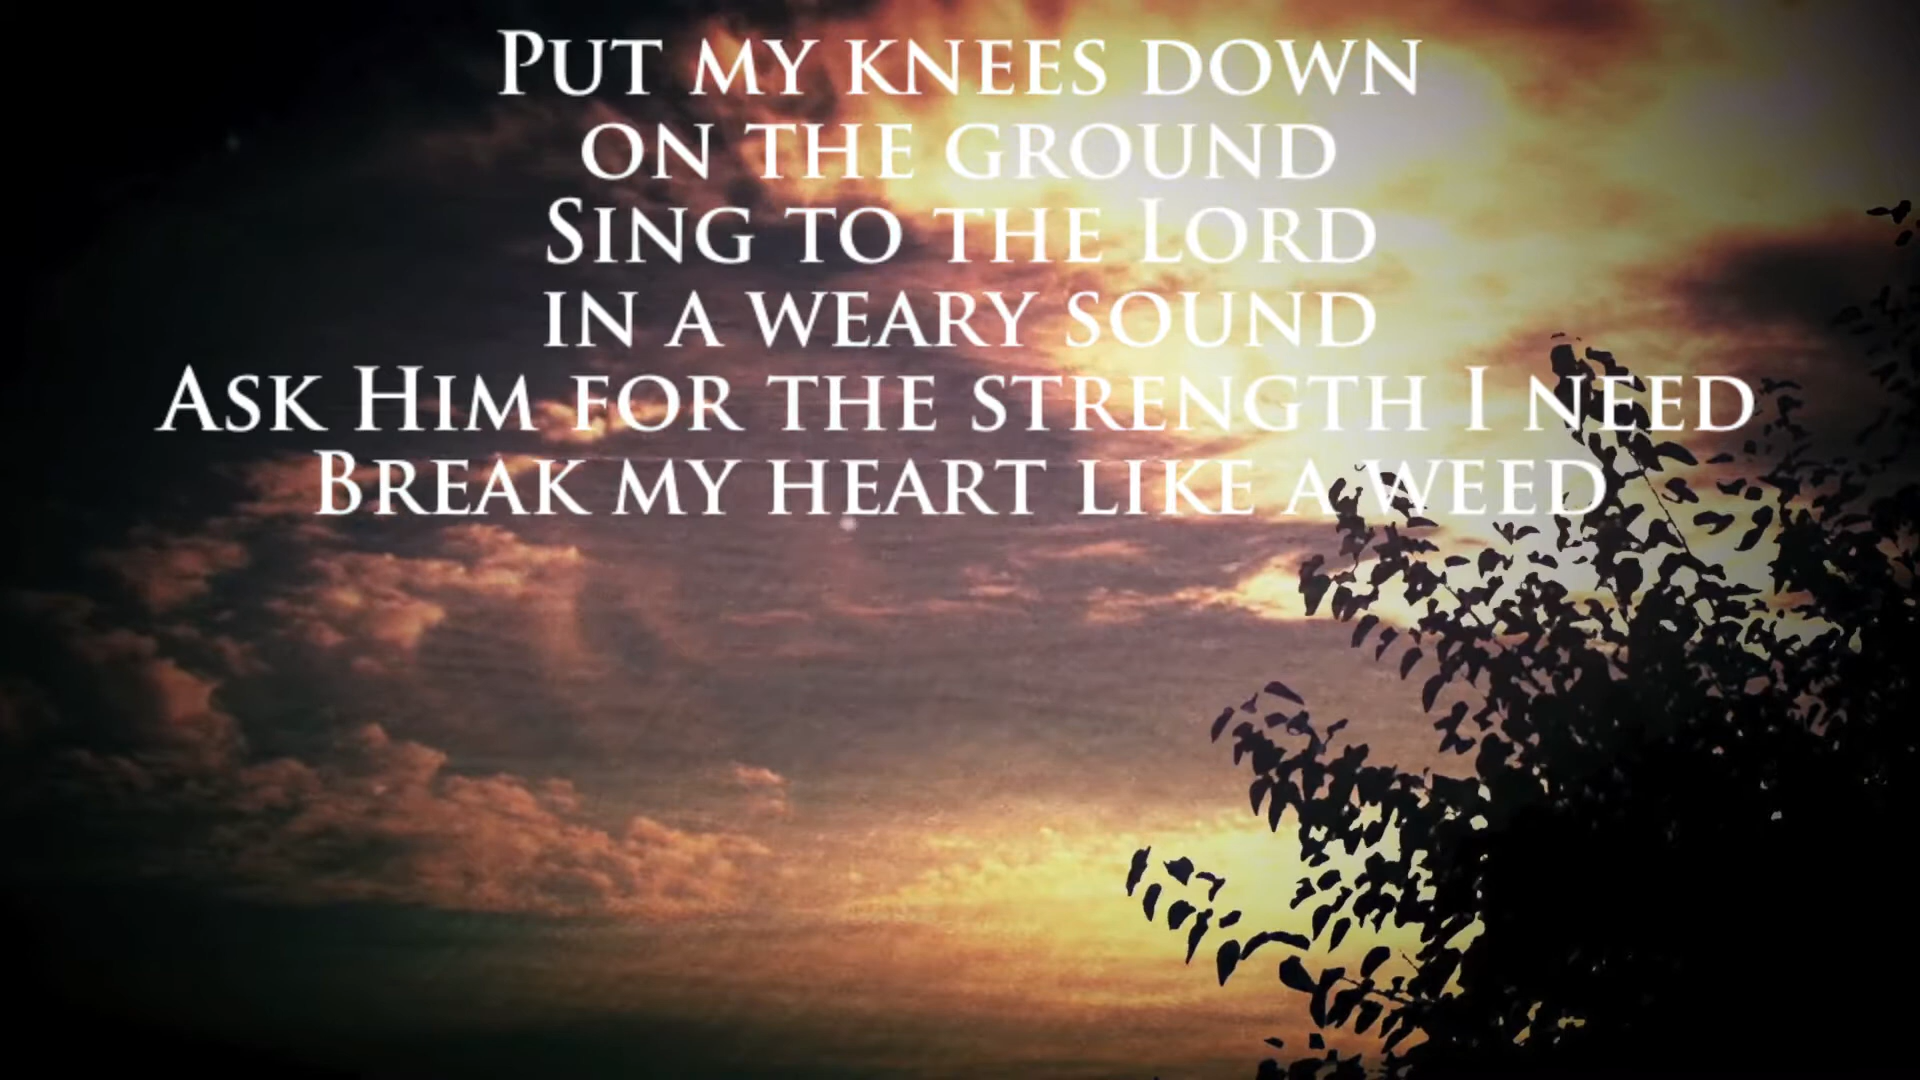 Put my knees down
on the ground
Sing to the Lord
in a weary sound
Ask Him for the strength I need
Break my heart like a weed